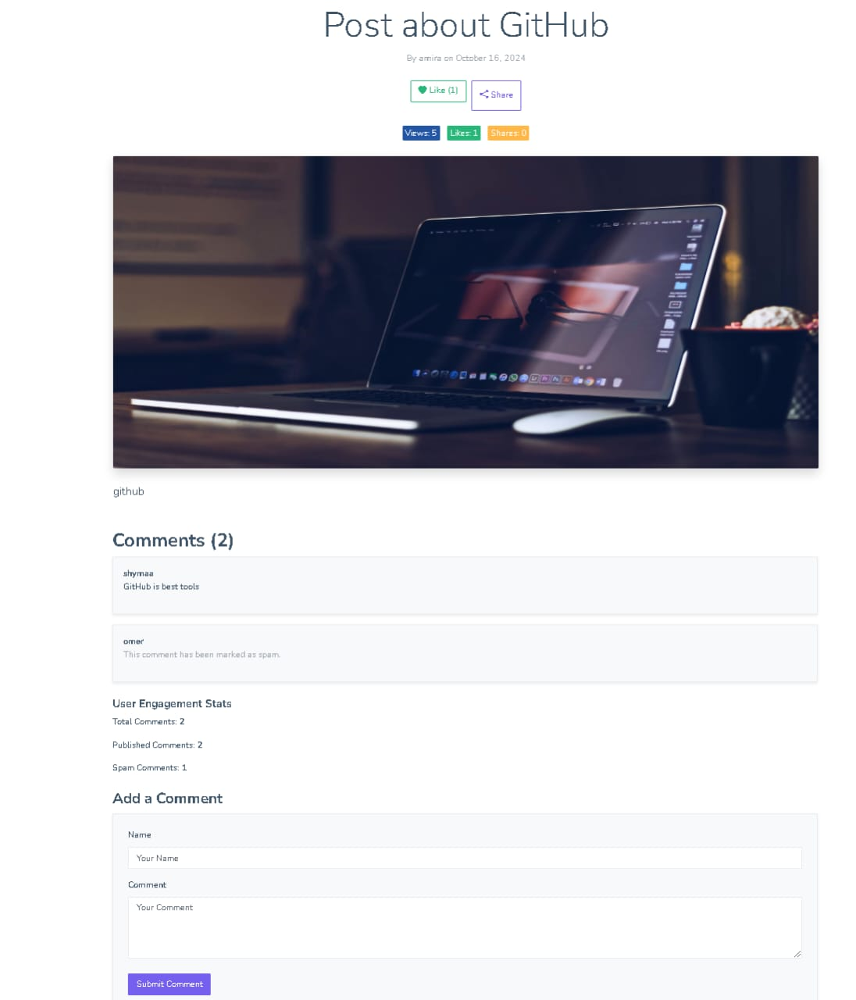 Post about GitHub
By amira on October 16, 2024
Like (1)
Share
Views: 5 Likes: 1 Shares: 0
github
Comments (2)
shymaa
GitHub is best tools
omer
This comment has been marked as spam.
User Engagement Stats
Total Comments: 2
Published Comments: 2
Spam Comments: 1
Add a Comment
Name
Your Name
Comment
Your Comment
Submit Comment